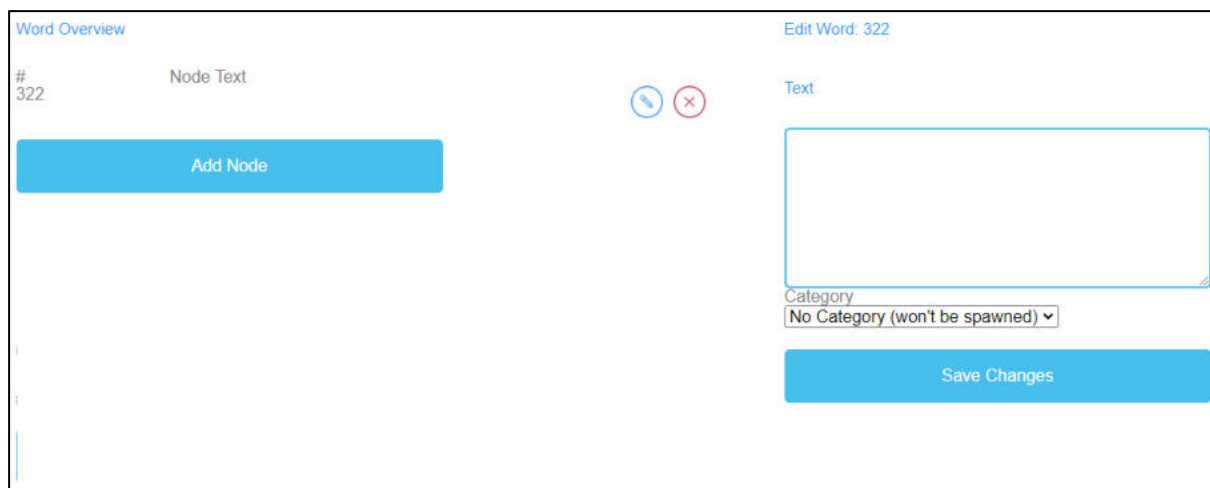 Word Overview
# Node Text
322
Add Node
Edit Word: 322
Text
Category
No Category (won't be spawned)
Save Changes